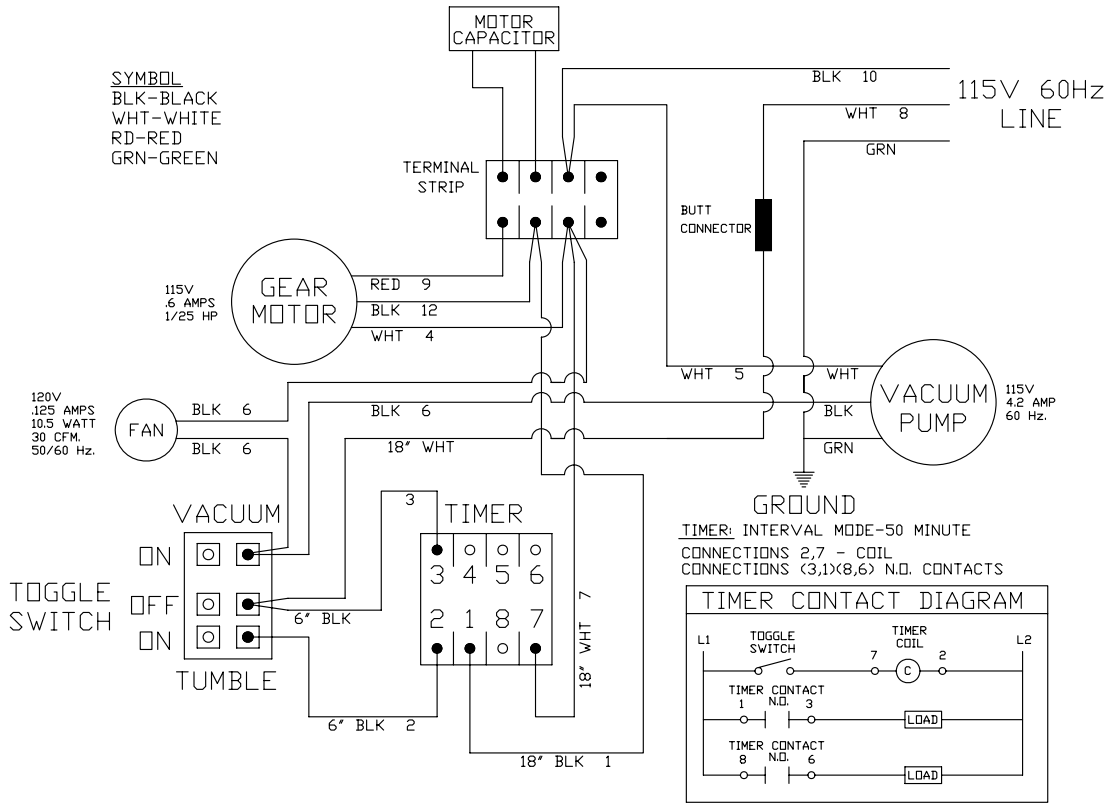 MOTOR
CAPACITOR
SYMBOL
BLK-BLACK
WHT-WHITE
RD-RED
GRN-GREEN
BLK 10
115V 60Hz
LINE
WHT 8
GRN
TERMINAL
STRIP
BUTT
CONNECTOR
GEAR
MOTOR
115V
.6 AMPS
1/25 HP
RED 9
BLK 12
WHT 4
WHT 5
WHT
VACUUM
PUMP
115V
4.2 AMP
60 Hz.
BLK
GRN
120V
.125 AMPS
10.5 WATT
30 CFM.
50/60 Hz.
FAN
BLK 6
BLK 6
BLK 6
18" WHT
GROUND
3
VACUUM
ON
TOGGLE
SWITCH
OFF
ON
TUMBLE
6" BLK
6" BLK 2
TIMER
3 4 5 6
2 1 8 7
18" WHT 7
18" BLK 1
TIMER: INTERVAL MODE-50 MINUTE
CONNECTIONS 2,7 - COIL
CONNECTIONS (3,1)(8,6) N.O. CONTACTS
TIMER CONTACT DIAGRAM
L1
TOGGLE
SWITCH
TIMER
COIL
L2
7 C 2
TIMER CONTACT
N.O.
1 3
LOAD
TIMER CONTACT
N.O.
8 6
LOAD